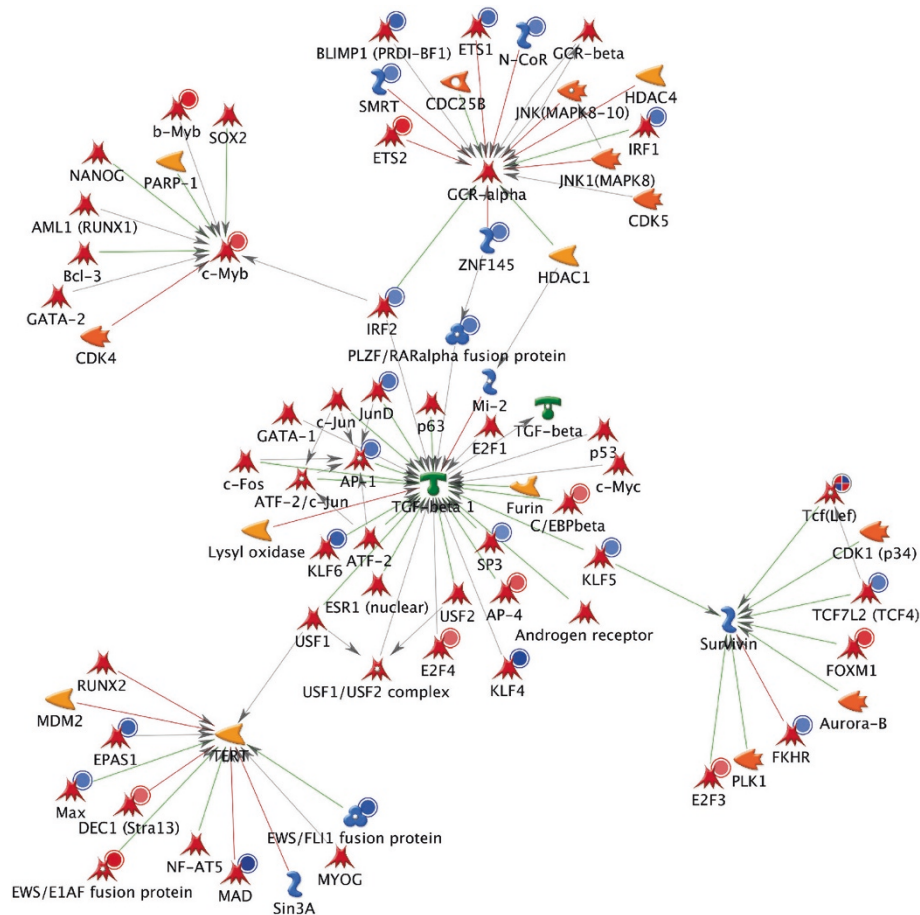 BLIMP1 (PRDI-BF1)
ETS1
N-CoR
GCR-beta
SMRT
CDC25B
JNK(MAPK8-10)
HDAC4
ETS2
IRF1
GCR-alpha
JNK1(MAPK8)
CDK5
b-Myb
SOX2
NANOG
PARP-1
AML1 (RUNX1)
Bcl-3
c-Myb
GATA-2
CDK4
ZNF145
HDAC1
IRF2
PLZF/RARalpha fusion protein
Mi-2
c-Jun
JunD
p63
TGF-beta
GATA-1
E2F1
p53
c-Fos
AP-1
c-Myc
ATF-2/c-Jun
TGF-beta 1
Furin
C/EBPbeta
Lysyl oxidase
KLF6
ATF-2
SP3
KLF5
ESR1 (nuclear)
USF2
AP-4
Androgen receptor
USF1
E2F4
KLF4
USF1/USF2 complex
Tcf(Lef)
CDK1 (p34)
TCF7L2 (TCF4)
Survivin
FOXM1
Aurora-B
FKHR
PLK1
E2F3
RUNX2
MDM2
EPAS1
TERT
Max
DEC1 (Stra13)
EWS/FLI1 fusion protein
NF-AT5
MYOG
EWS/E1AF fusion protein
MAD
Sin3A